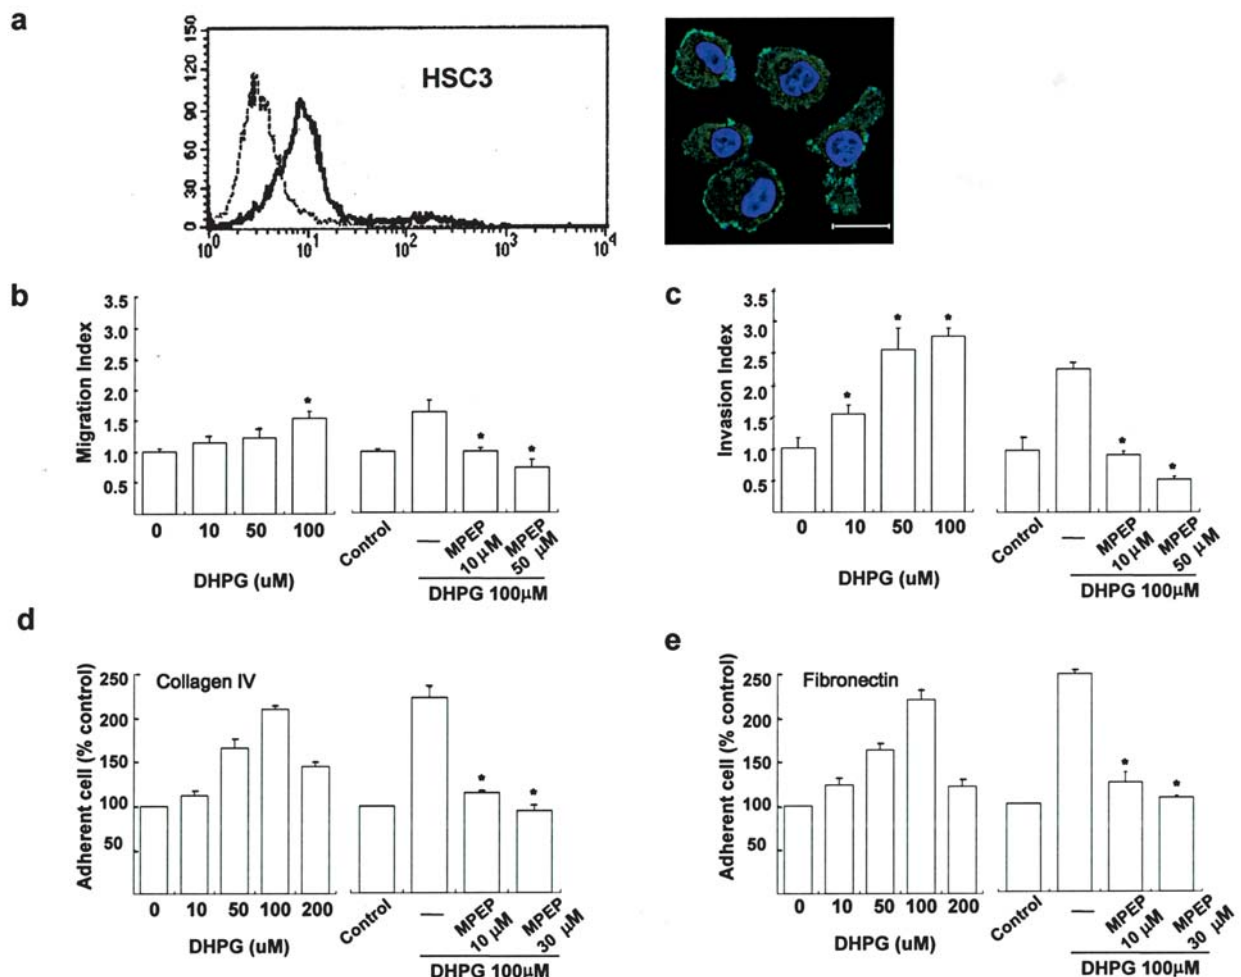 a
150
120
90
60
30
0
HSC3
10^0 10^1 10^2 10^3 10^4
b
Migration Index
3.5
3.0
2.5
2.0
1.5
1.0
0.5
*
* *
0 10 50 100
DHPG (uM)
Control
—
MPEP 10 μM
MPEP 50 μM
DHPG 100μM
c
Invasion Index
3.5
3.0
2.5
2.0
1.5
1.0
0.5
* * *
* *
0 10 50 100
DHPG (uM)
Control
—
MPEP 10 μM
MPEP 50 μM
DHPG 100μM
d
Collagen IV
Adherent cell (% control)
250
200
150
100
50
* *
0 10 50 100 200
DHPG (uM)
Control
—
MPEP 10 μM
MPEP 30 μM
DHPG 100μM
e
Fibronectin
Adherent cell (% control)
250
200
150
100
50
* *
0 10 50 100 200
DHPG (uM)
Control
—
MPEP 10 μM
MPEP 30 μM
DHPG 100μM